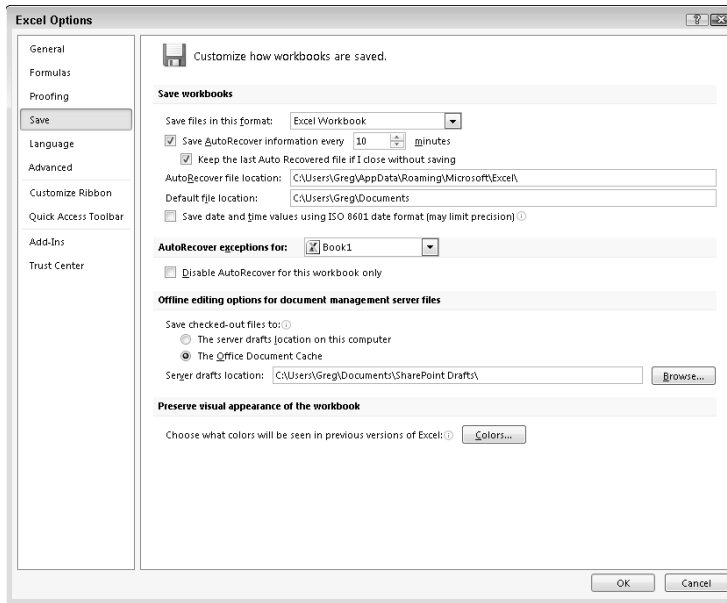 Excel Options
General
Formulas
Proofing
Save
Language
Advanced
Customize Ribbon
Quick Access Toolbar
Add-Ins
Trust Center
Customize how workbooks are saved.
Save workbooks
Save files in this format: Excel Workbook
Save AutoRecover information every 10 minutes
Keep the last Auto Recovered file if I close without saving
AutoRecover file location: C:\Users\Greg\AppData\Roaming\Microsoft\Excel\
Default file location: C:\Users\Greg\Documents
Save date and time values using ISO 8601 date format (may limit precision)
AutoRecover exceptions for: Book1
Disable AutoRecover for this workbook only
Offline editing options for document management server files
Save checked-out files to:
The server drafts location on this computer
The Office Document Cache
Server drafts location: C:\Users\Greg\Documents\SharePoint Drafts\ Browse...
Preserve visual appearance of the workbook
Choose what colors will be seen in previous versions of Excel: Colors...
OK Cancel